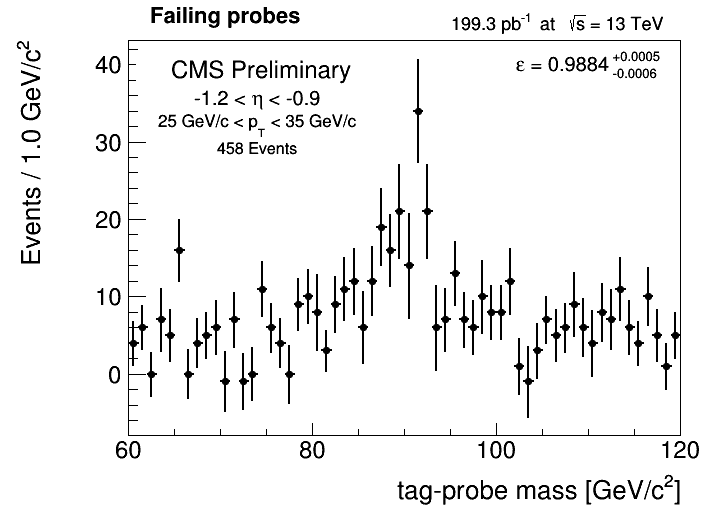 Failing probes
199.3 pb⁻¹ at √s = 13 TeV
CMS Preliminary
ε = 0.9884 +0.0005 -0.0006
-1.2 < η < -0.9
25 GeV/c < p_T < 35 GeV/c
458 Events
Events / 1.0 GeV/c²
40
30
20
10
0
60 80 100 120
tag-probe mass [GeV/c²]